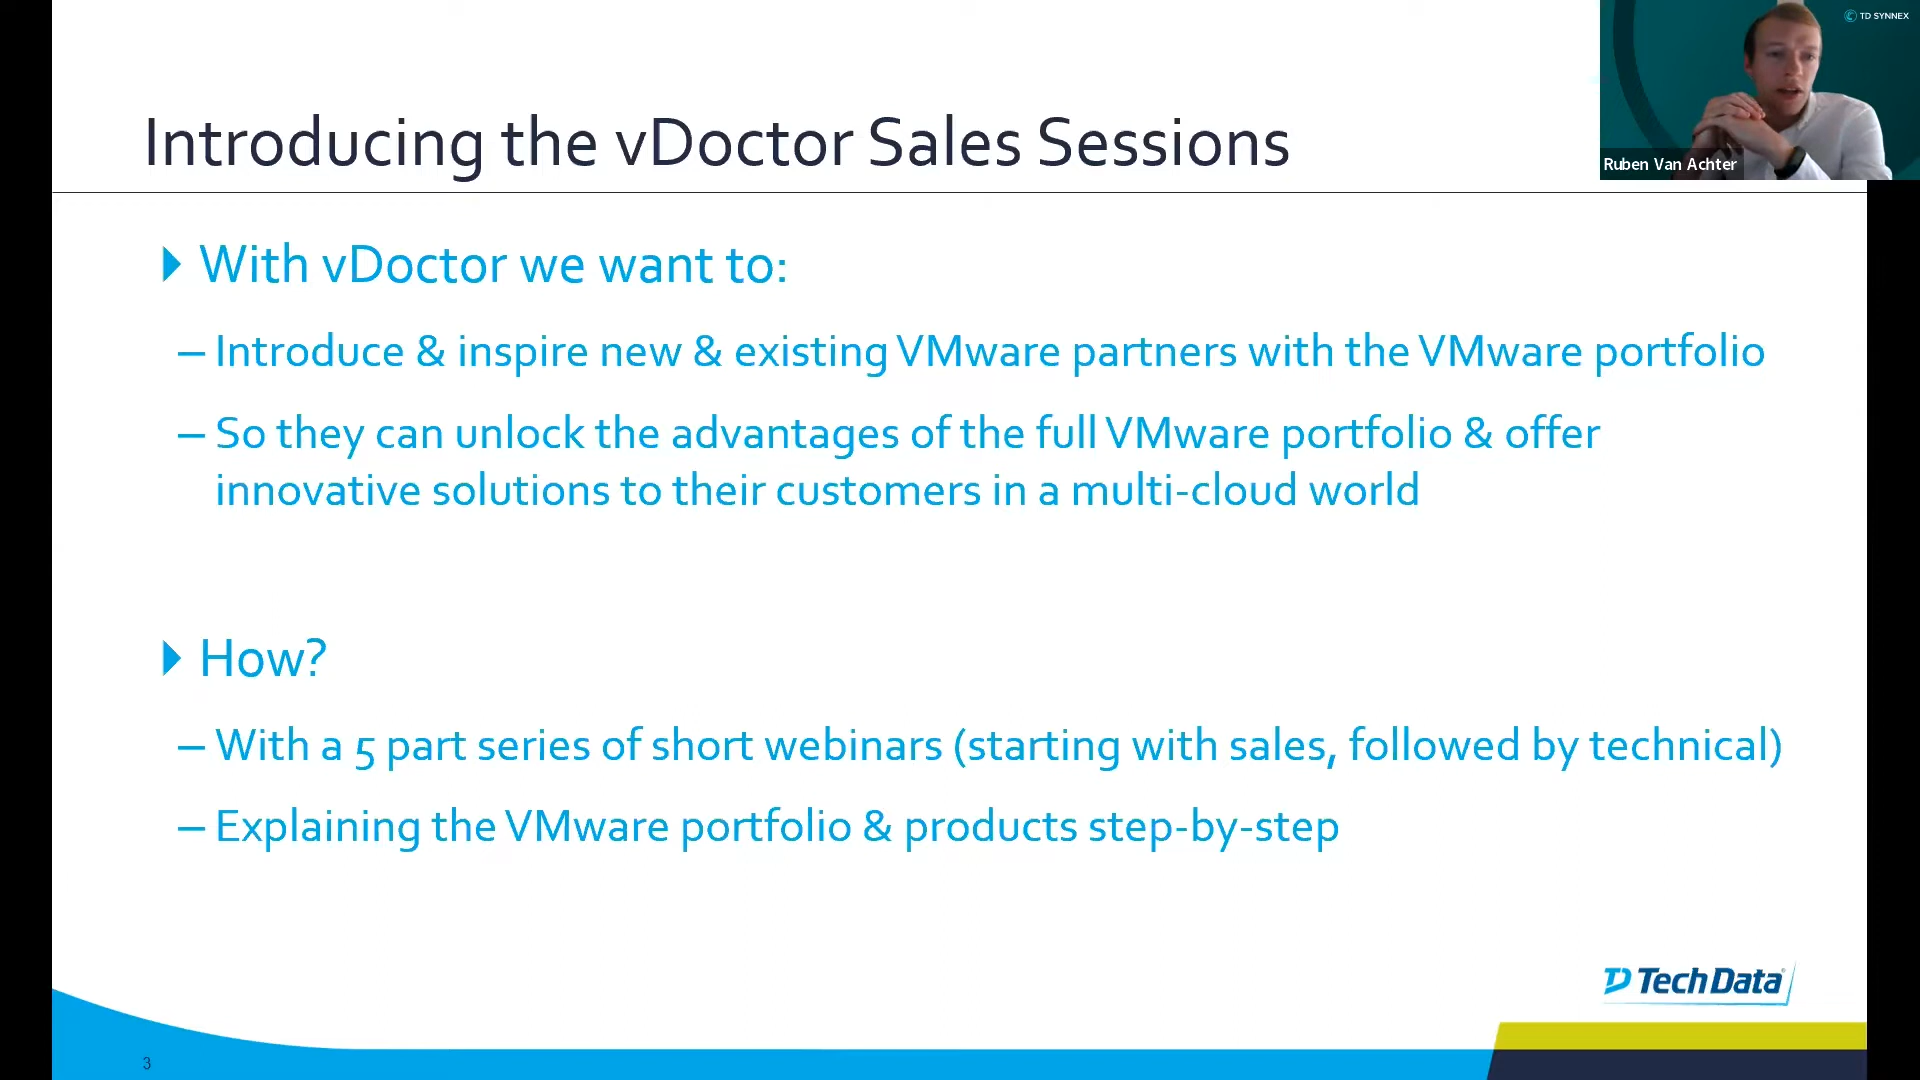 TD SYNNEX
Ruben Van Achter
Introducing the vDoctor Sales Sessions
With vDoctor we want to:
– Introduce & inspire new & existing VMware partners with the VMware portfolio
– So they can unlock the advantages of the full VMware portfolio & offer
innovative solutions to their customers in a multi-cloud world
How?
– With a 5 part series of short webinars (starting with sales, followed by technical)
– Explaining the VMware portfolio & products step-by-step
TD Tech Data
3